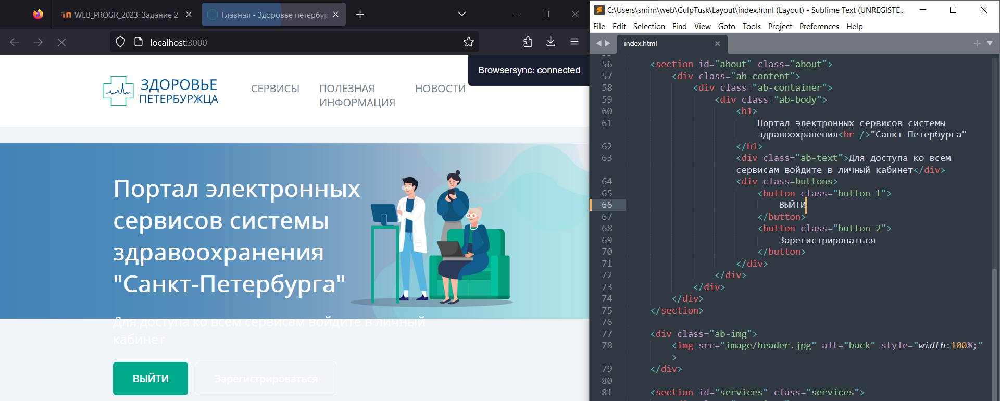 WEB_PROGR_2023: Задание 2
Главная - Здоровье петербур
localhost:3000
Browsersync: connected
ЗДОРОВЬЕ
ПЕТЕРБУРЖЦА
СЕРВИСЫ
ПОЛЕЗНАЯ
ИНФОРМАЦИЯ
НОВОСТИ
Портал электронных
сервисов системы
здравоохранения
"Санкт-Петербурга"
Для доступа ко всем сервисам войдите в личный
кабинет
ВЫЙТИ
Зарегистрироваться
C:\Users\smirn\web\GulpTusk\Layout\index.html (Layout) - Sublime Text (UNREGISTE...
File Edit Selection Find View Goto Tools Project Preferences Help
index.html
56 <section id="about" class="about">
57 <div class="ab-content">
58 <div class="ab-container">
59 <div class="ab-body">
60 <h1>
61 Портал электронных сервисов системы
здравоохранения<br />"Санкт-Петербурга"
62 </h1>
63 <div class="ab-text">Для доступа ко всем
сервисам войдите в личный кабинет</div>
64 <div class=buttons>
65 <button class="button-1">
66 ВЫЙТИ
67 </button>
68 <button class="button-2">
69 Зарегистрироваться
70 </button>
71 </div>
72 </div>
73 </div>
74 </div>
75 </section>
76
77 <div class="ab-img">
78 <img src="image/header.jpg" alt="back" style="width:100%;"
>
79 </div>
80
81 <section id="services" class="services">